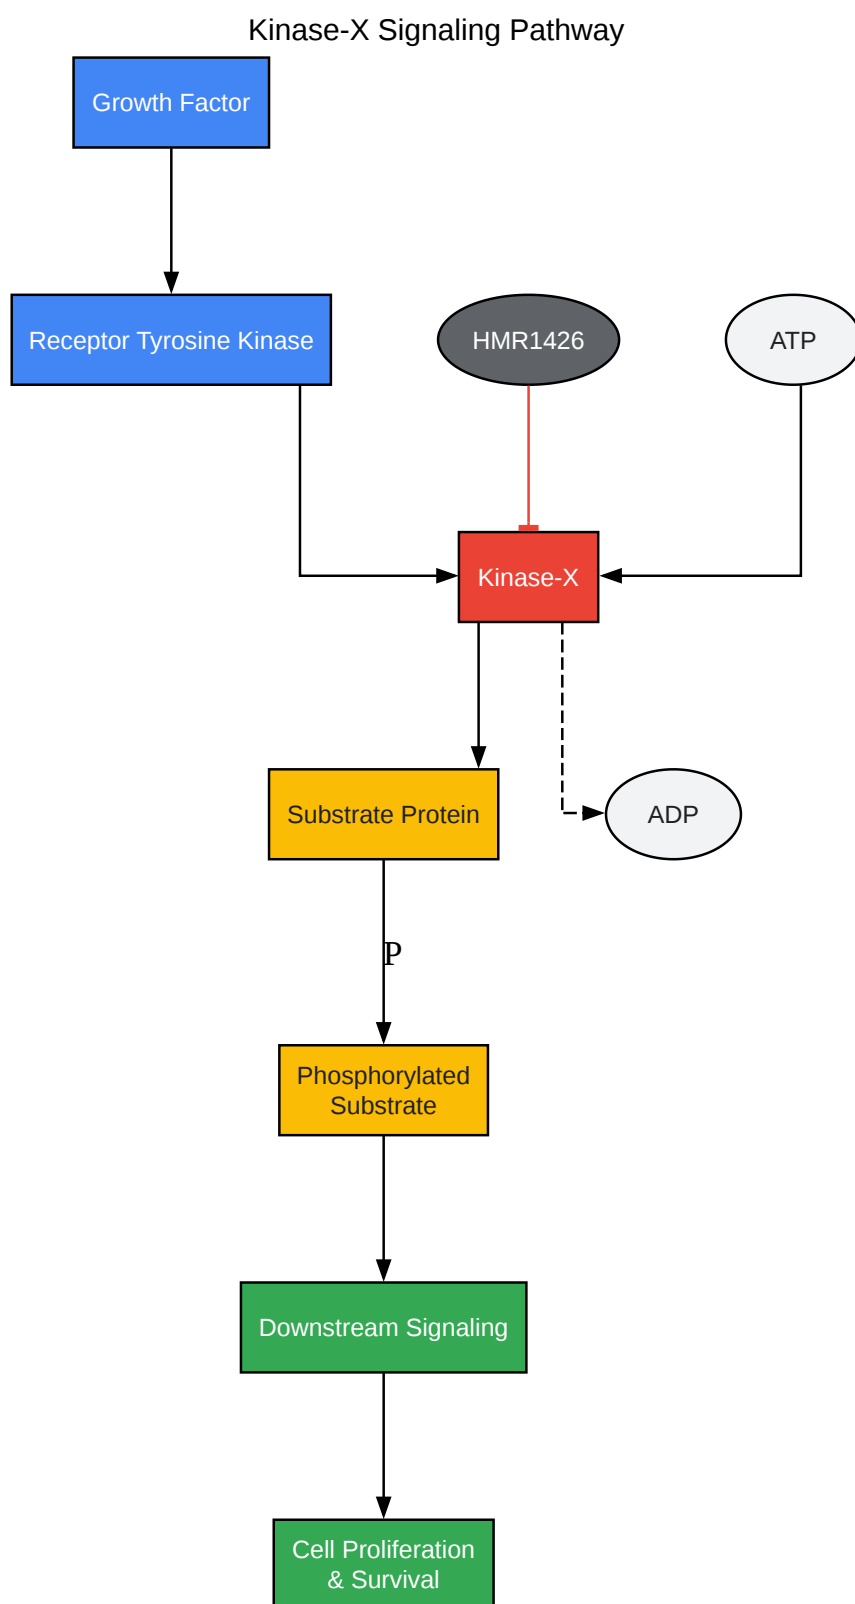 Kinase-X Signaling Pathway
Growth Factor
Receptor Tyrosine Kinase
HMR1426
ATP
Kinase-X
Substrate Protein
ADP
P
Phosphorylated
Substrate
Downstream Signaling
Cell Proliferation
& Survival